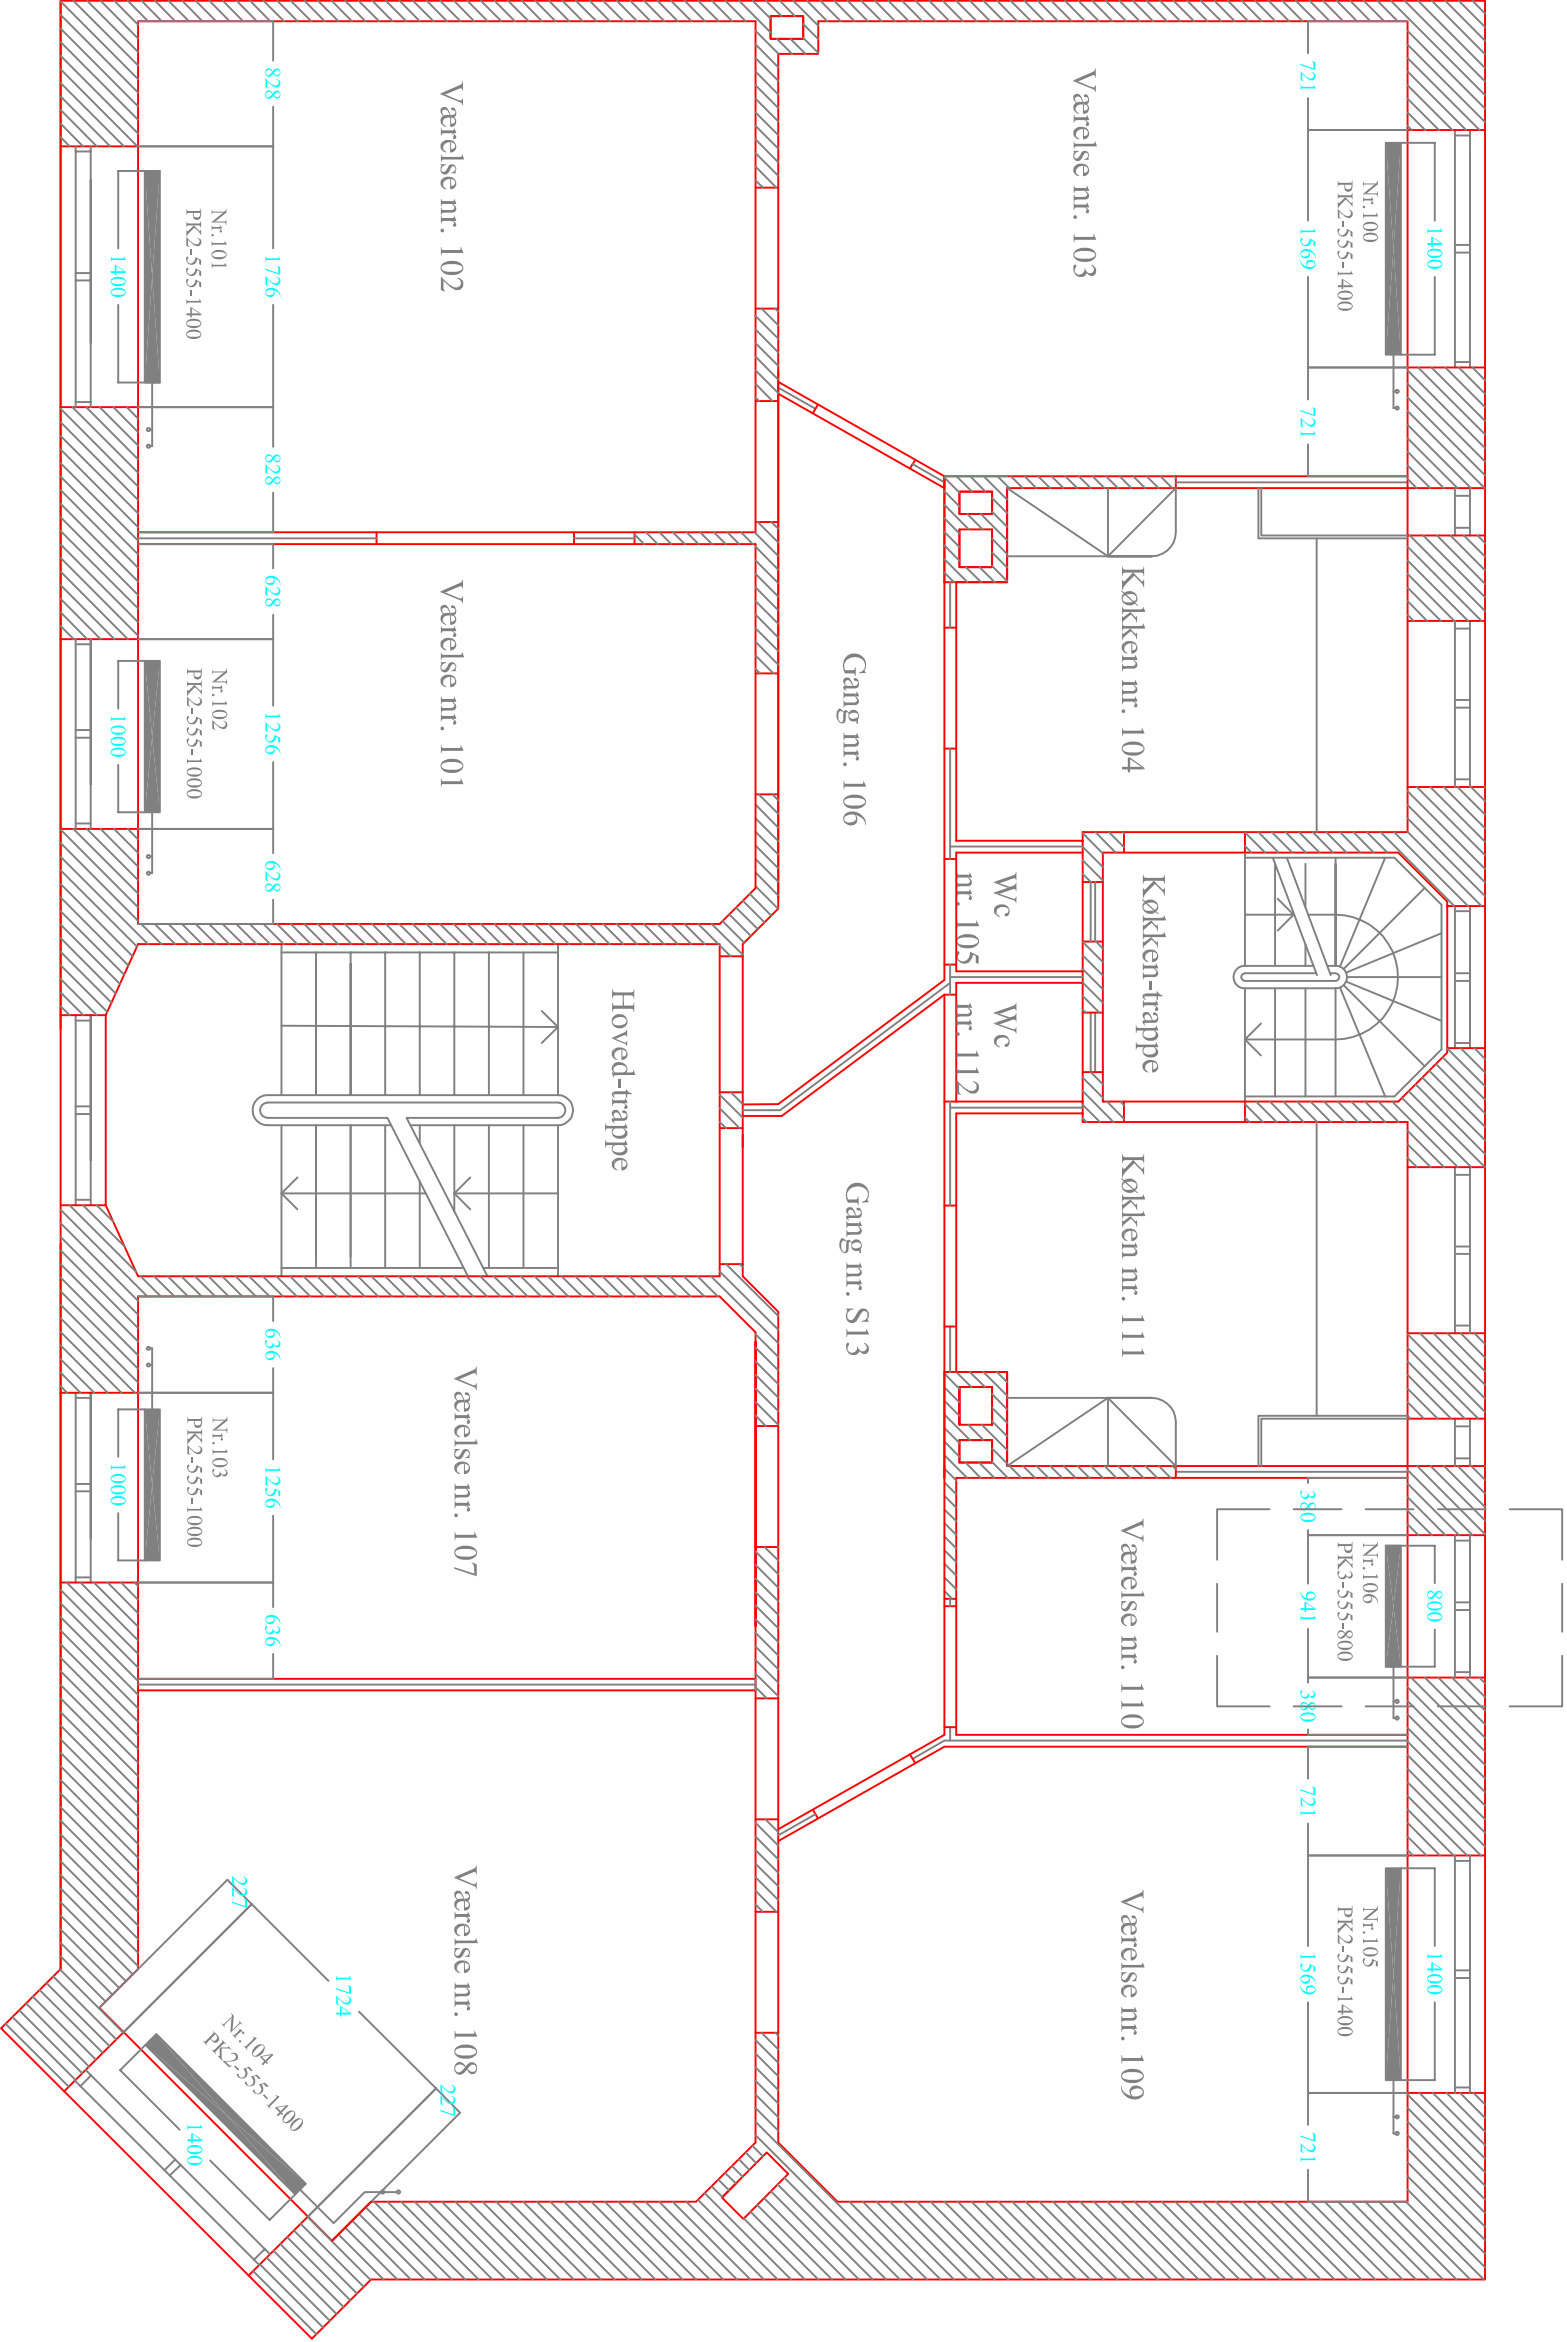 721
1569
721
1400
Nr.100
PK2-555-1400
Værelse nr. 103
828
1726
828
1400
Nr.101
PK2-555-1400
Værelse nr. 102
Køkken nr. 104
Gang nr. 106
628
1256
628
1000
Nr.102
PK2-555-1000
Værelse nr. 101
Wc
nr. 105
Køkken-trappe
Wc
nr. 112
Hoved-trappe
Køkken nr. 111
Gang nr. S13
636
1256
636
1000
Nr.103
PK2-555-1000
Værelse nr. 107
380
941
380
800
Nr.106
PK3-555-800
Værelse nr. 110
721
1569
721
1400
Nr.105
PK2-555-1400
Værelse nr. 109
227
1724
227
1400
Nr.104
PK2-555-1400
Værelse nr. 108